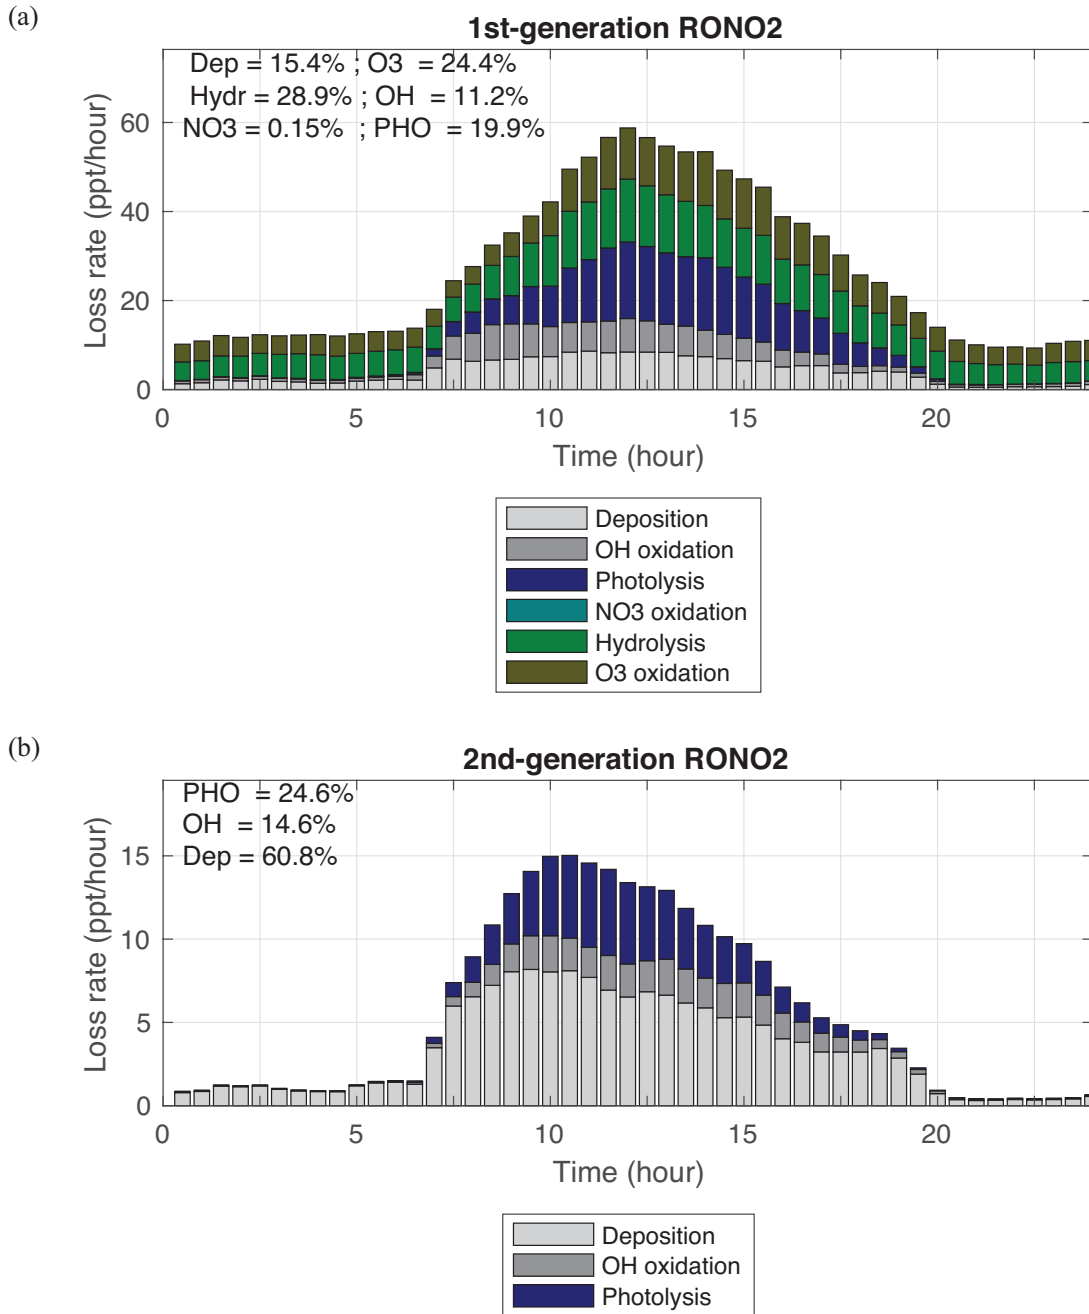 (a)
1st-generation RONO2
Dep = 15.4% ; O3 = 24.4%
Hydr = 28.9% ; OH = 11.2%
NO3 = 0.15% ; PHO = 19.9%
60
40
20
0
Loss rate (ppt/hour)
0 5 10 15 20
Time (hour)
Deposition
OH oxidation
Photolysis
NO3 oxidation
Hydrolysis
O3 oxidation
(b)
2nd-generation RONO2
PHO = 24.6%
OH = 14.6%
Dep = 60.8%
15
10
5
0
Loss rate (ppt/hour)
0 5 10 15 20
Time (hour)
Deposition
OH oxidation
Photolysis